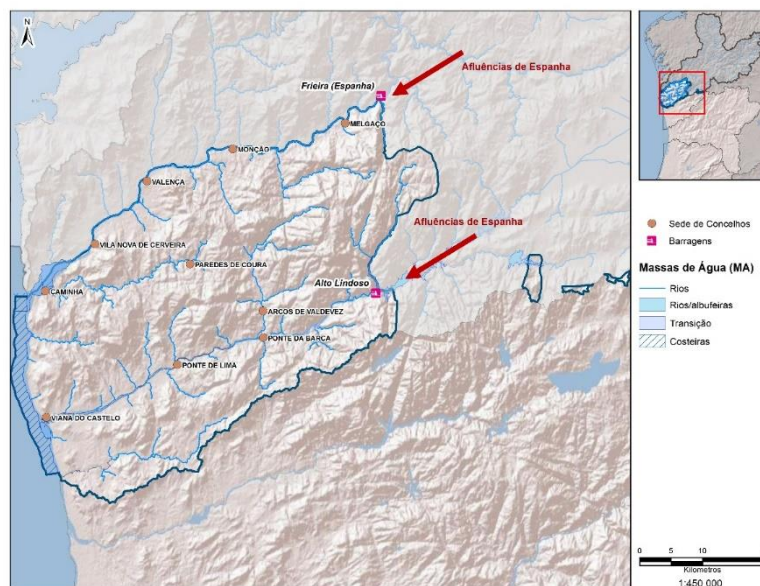 N
Afluências de Espanha
Frieira (Espanha)
MELGAÇO
MONÇÃO
VALENÇA
Afluências de Espanha
VILA NOVA DE CERVEIRA
PAREDES DE COURA
Alto Lindoso
CAMINHA
ARCOS DE VALDEVEZ
PONTE DA BARCA
PONTE DE LIMA
VIANA DO CASTELO
Sede de Concelhos
Barragens
Massas de Água (MA)
Rios
Rios/albufeiras
Transição
Costeiras
0 5 10
Kilometros
1:450 000